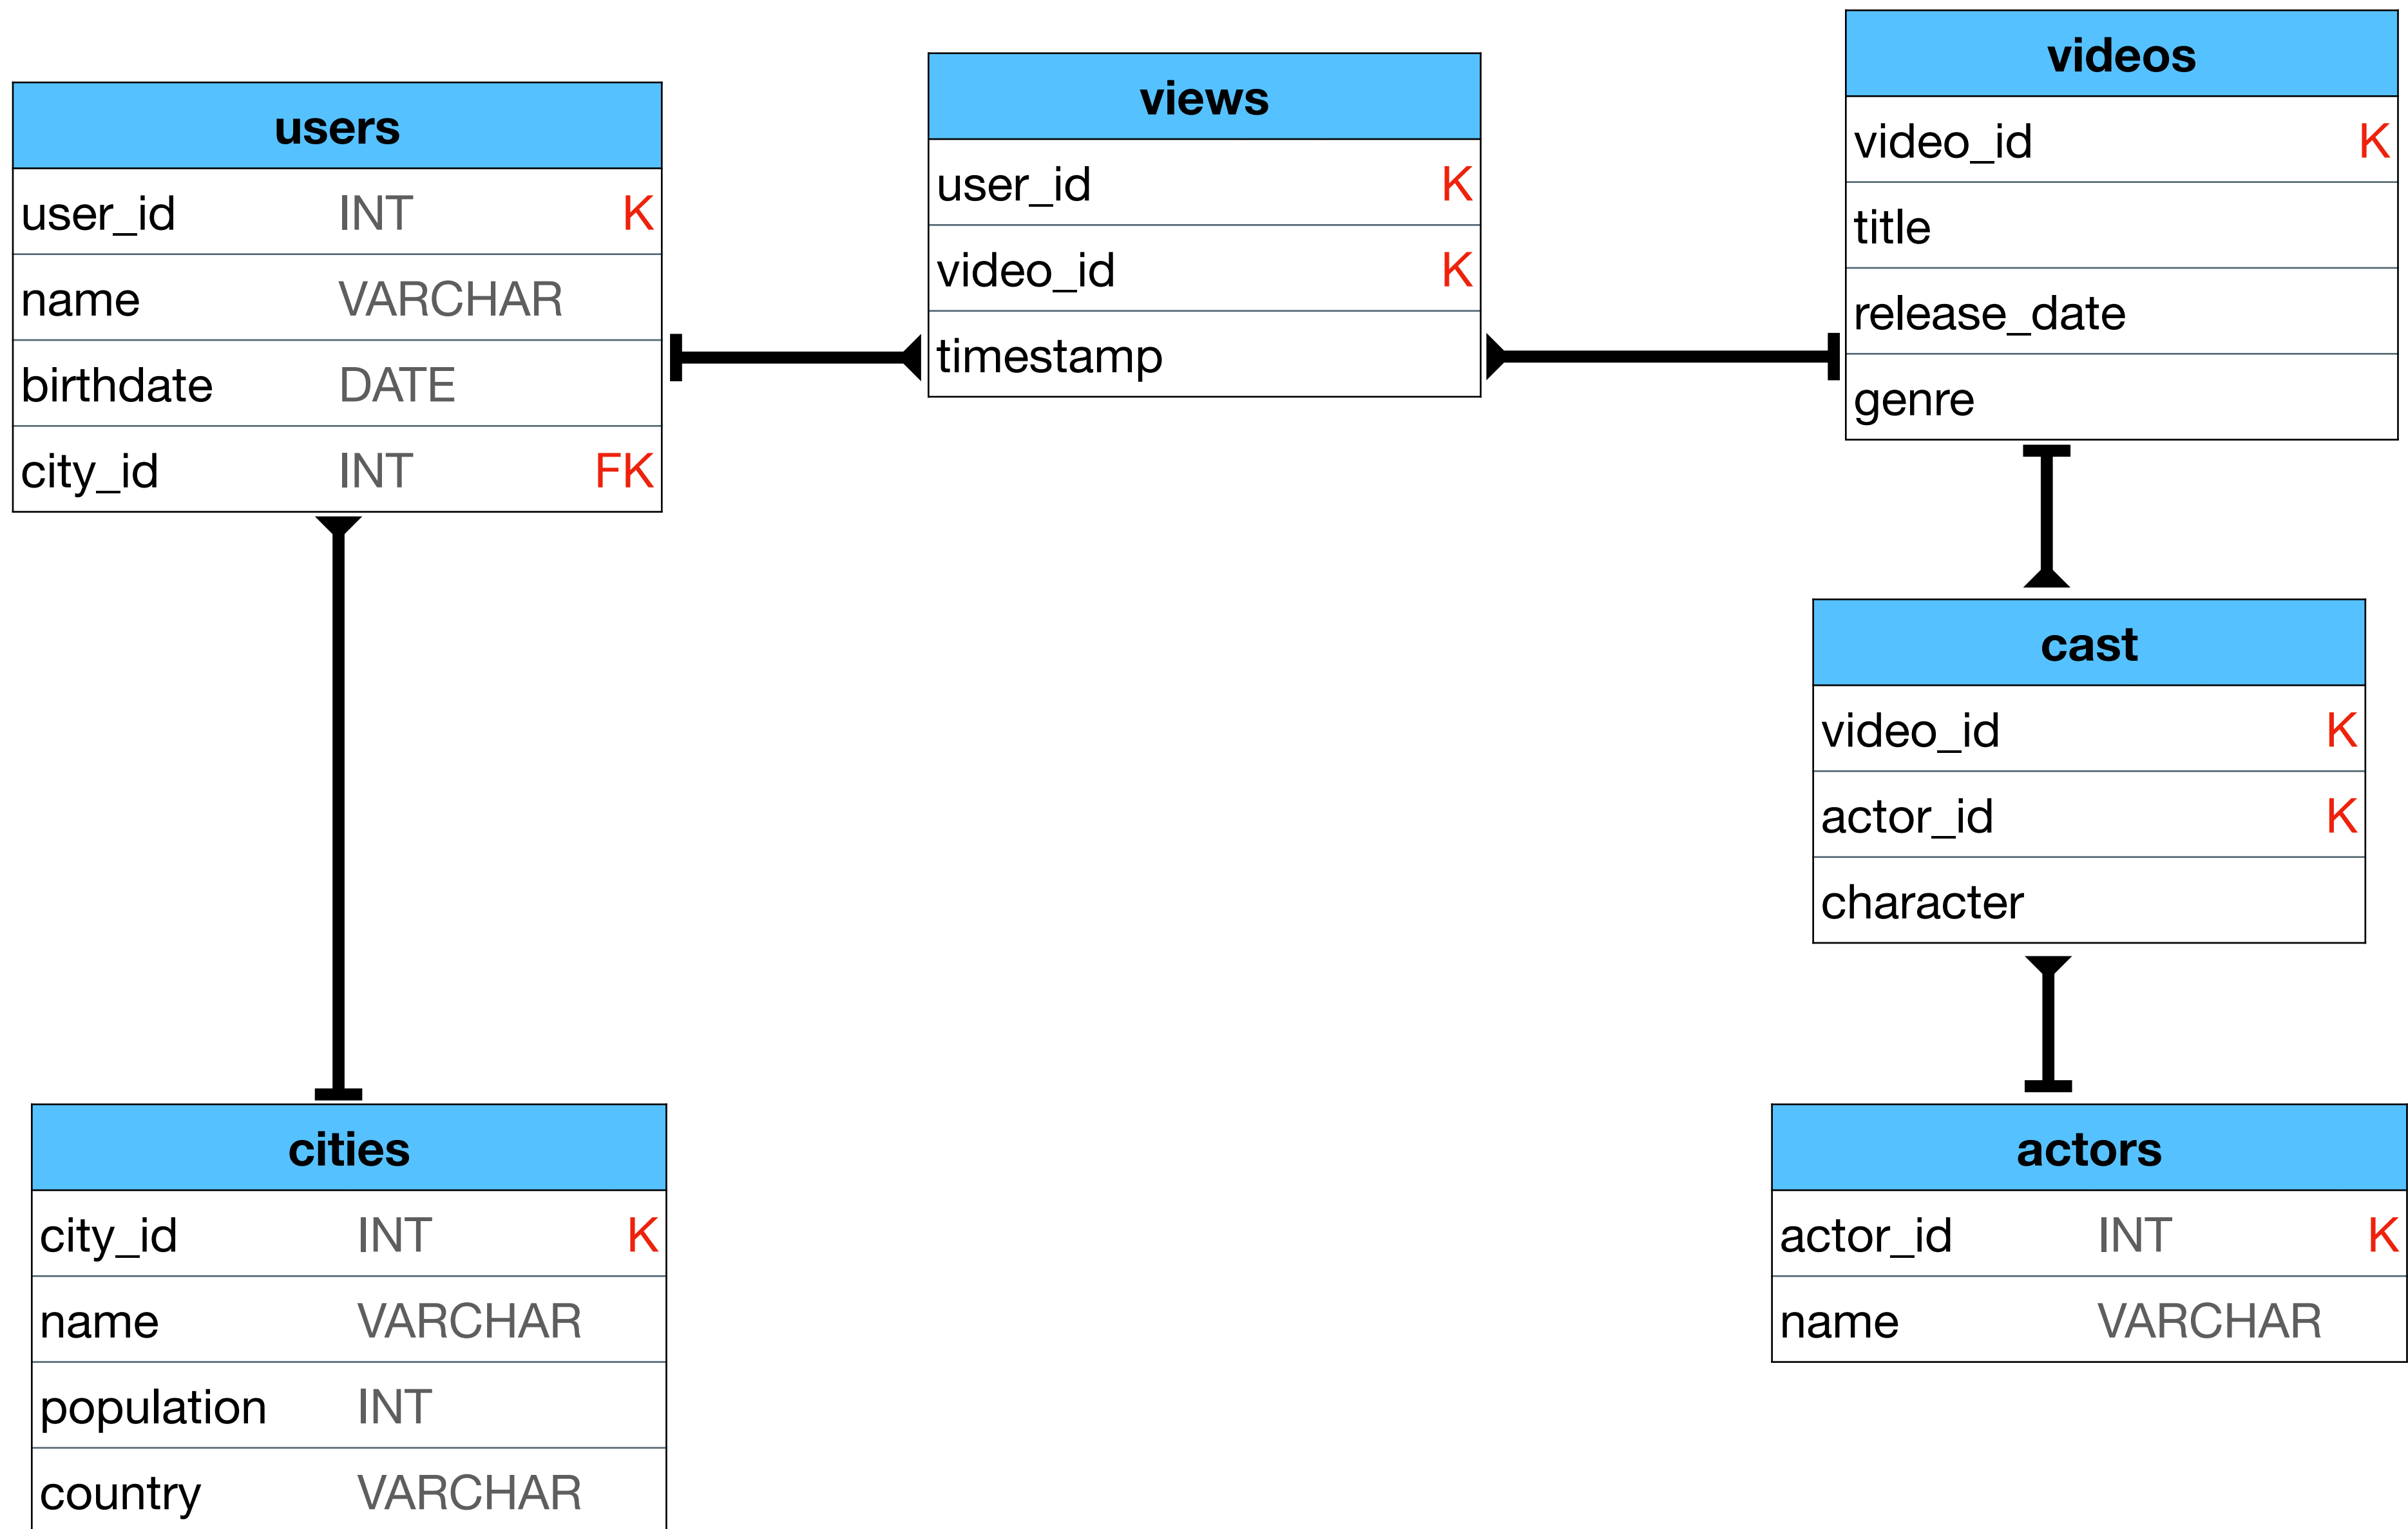 users
user_id INT K
name VARCHAR
birthdate DATE
city_id INT FK
views
user_id K
video_id K
timestamp
videos
video_id K
title
release_date
genre
cast
video_id K
actor_id K
character
cities
city_id INT K
name VARCHAR
population INT
country VARCHAR
actors
actor_id INT K
name VARCHAR